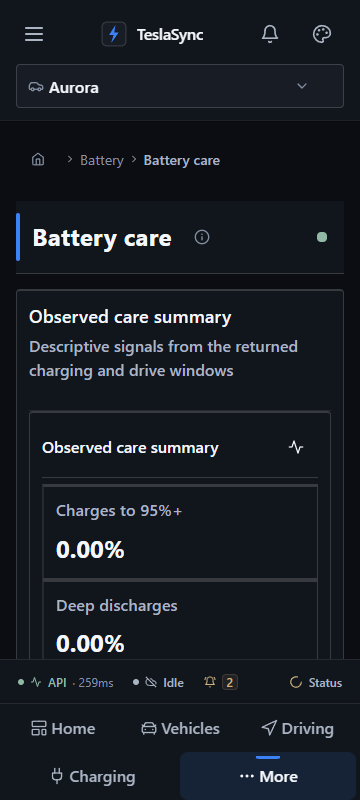 TeslaSync
Aurora
Battery
Battery care
Battery care
Observed care summary
Descriptive signals from the returned
charging and drive windows
Observed care summary
Charges to 95%+
0.00%
Deep discharges
0.00%
API · 259ms
Idle
2
Status
Home
Vehicles
Driving
Charging
More